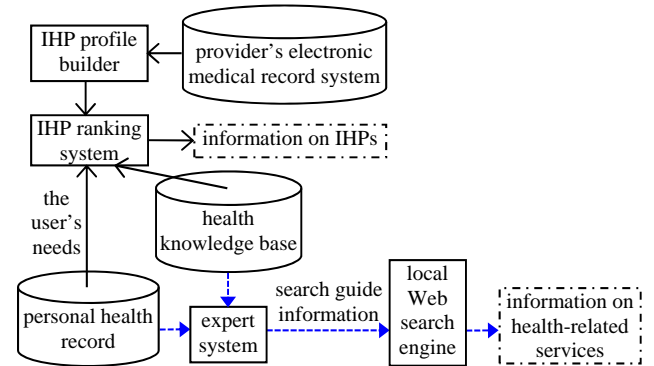 IHP profile
builder
provider's electronic
medical record system
IHP ranking
system
information on IHPs
the
user's
needs
health
knowledge base
personal health
record
expert
system
search guide
information
local
Web
search
engine
information on
health-related
services